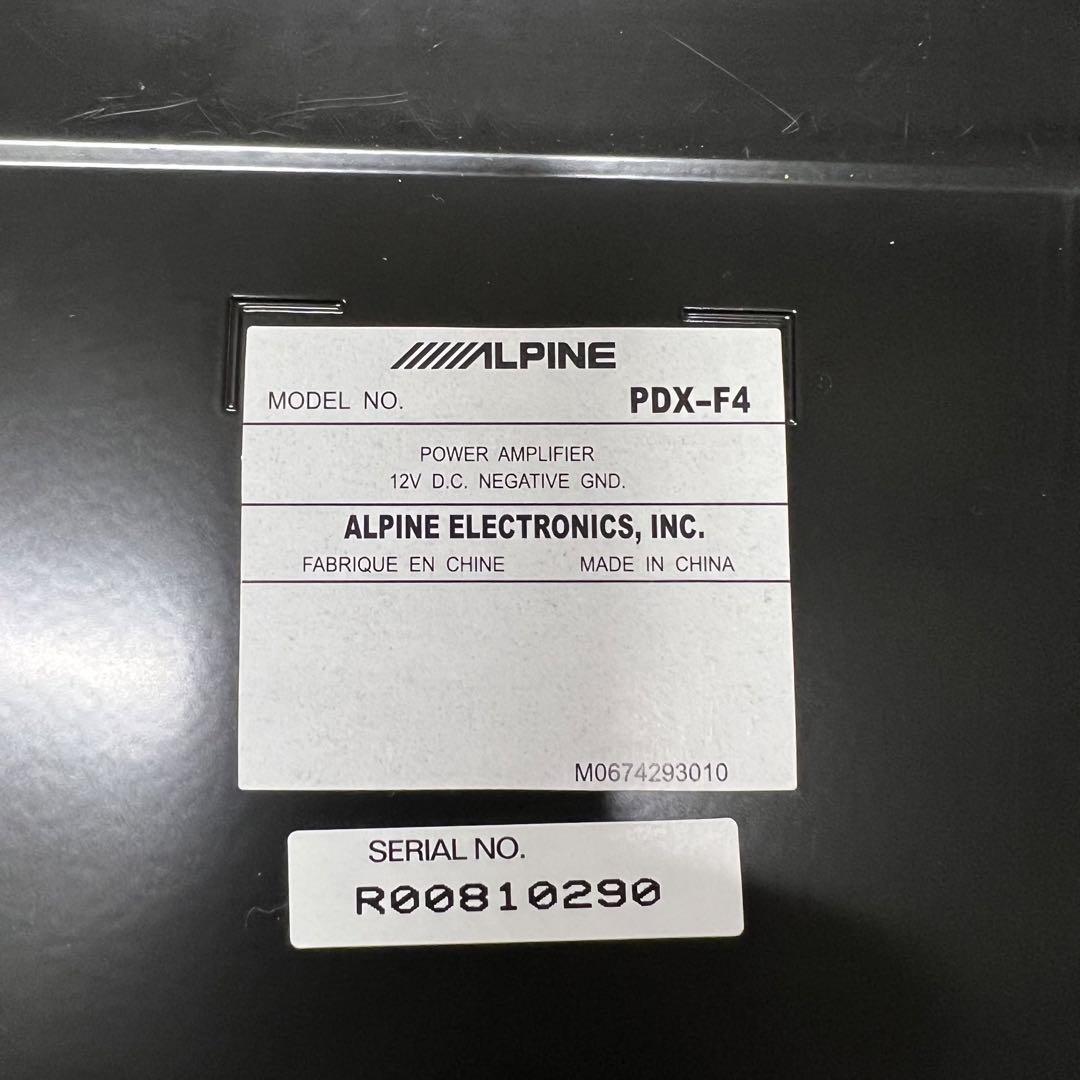 ALPINE
MODEL NO. PDX-F4
POWER AMPLIFIER
12V D.C. NEGATIVE GND.
ALPINE ELECTRONICS, INC.
FABRIQUE EN CHINE MADE IN CHINA
M0674293010
SERIAL NO.
R00810290